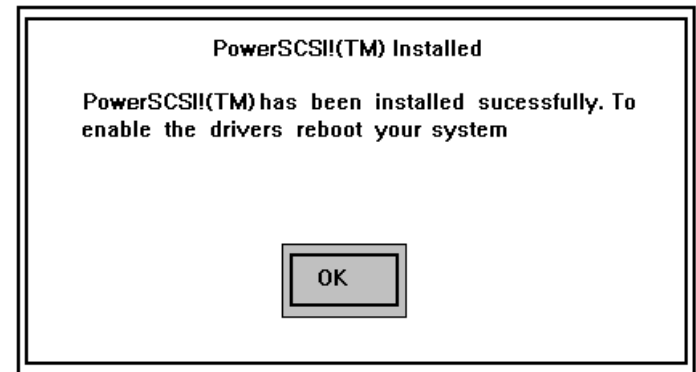 PowerSCSI!(TM) Installed
PowerSCSI!(TM) has been installed sucessfully. To
enable the drivers reboot your system
OK